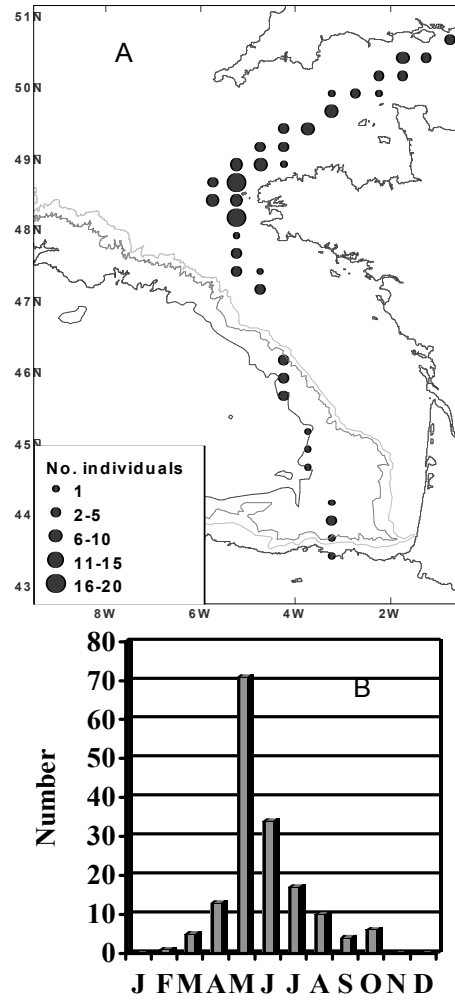 51N
A
50N
49N
48N
47N
46N
45N
No. individuals
1
44N
2-5
6-10
11-15
43N
16-20
8W 6W 4W 2W
80
B
70
60
50
40
30
20
10
0
Number
J F M A M J J A S O N D